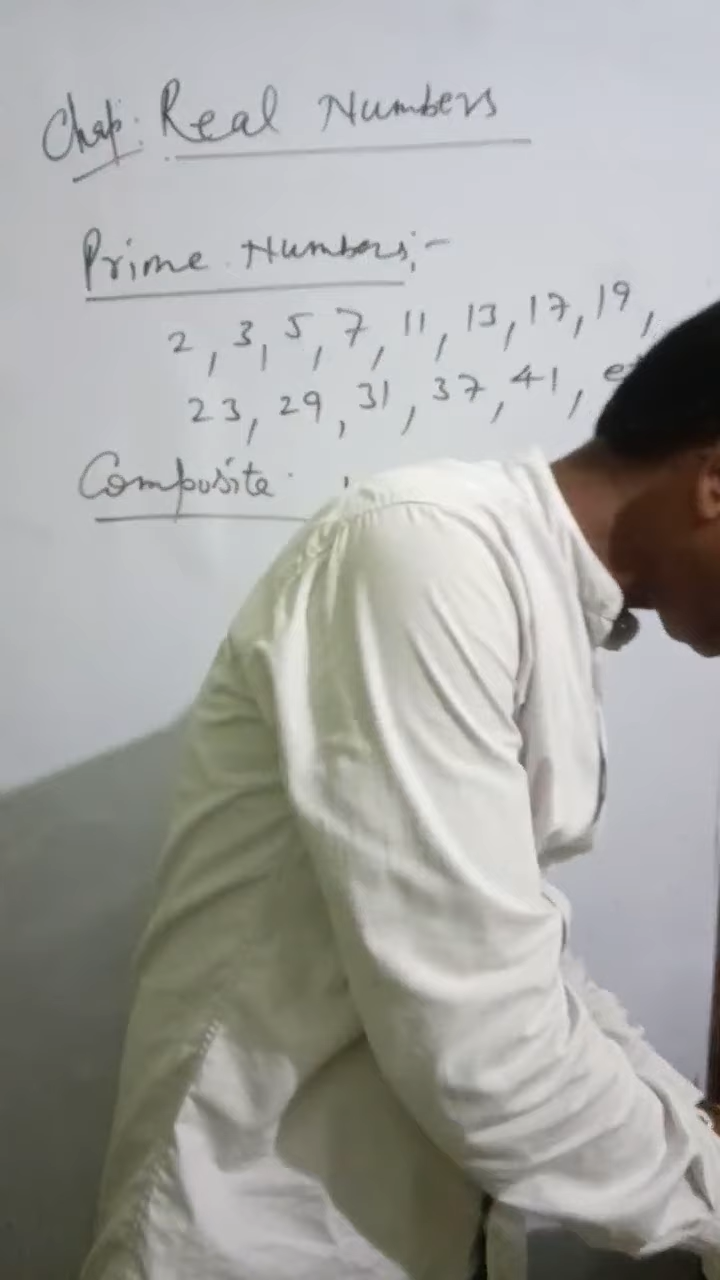 Chap: Real Numbers
Prime Numbers:-
2, 3, 5, 7, 11, 13, 17, 19,
23, 29, 31, 37, 41,
Composite